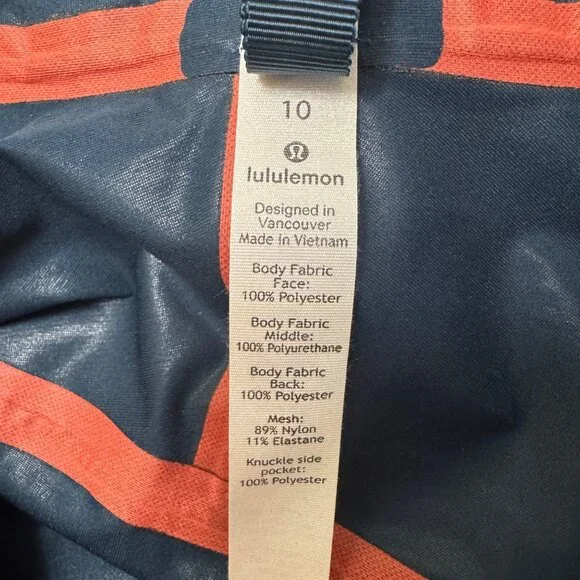 10
lululemon
Designed in
Vancouver
Made in Vietnam
Body Fabric
Face:
100% Polyester
Body Fabric
Middle:
100% Polyurethane
Body Fabric
Back:
100% Polyester
Mesh:
89% Nylon
11% Elastane
Knuckle side
pocket:
100% Polyester